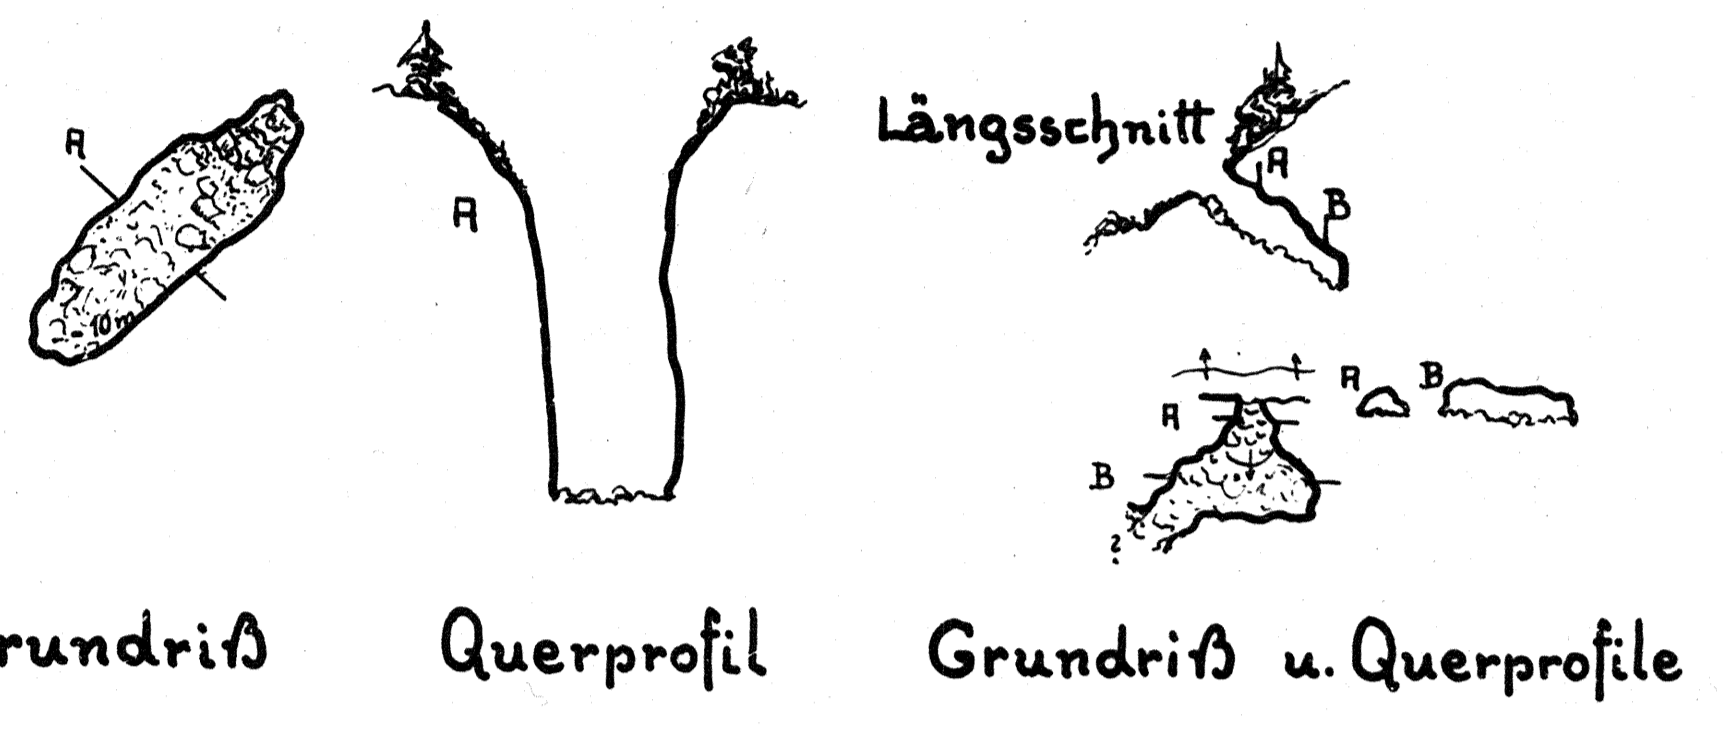 A
-10m
rundriß
A
Querprofil
Längsschnitt
A
B
A
B
A
B
?
Grundriß u. Querprofile